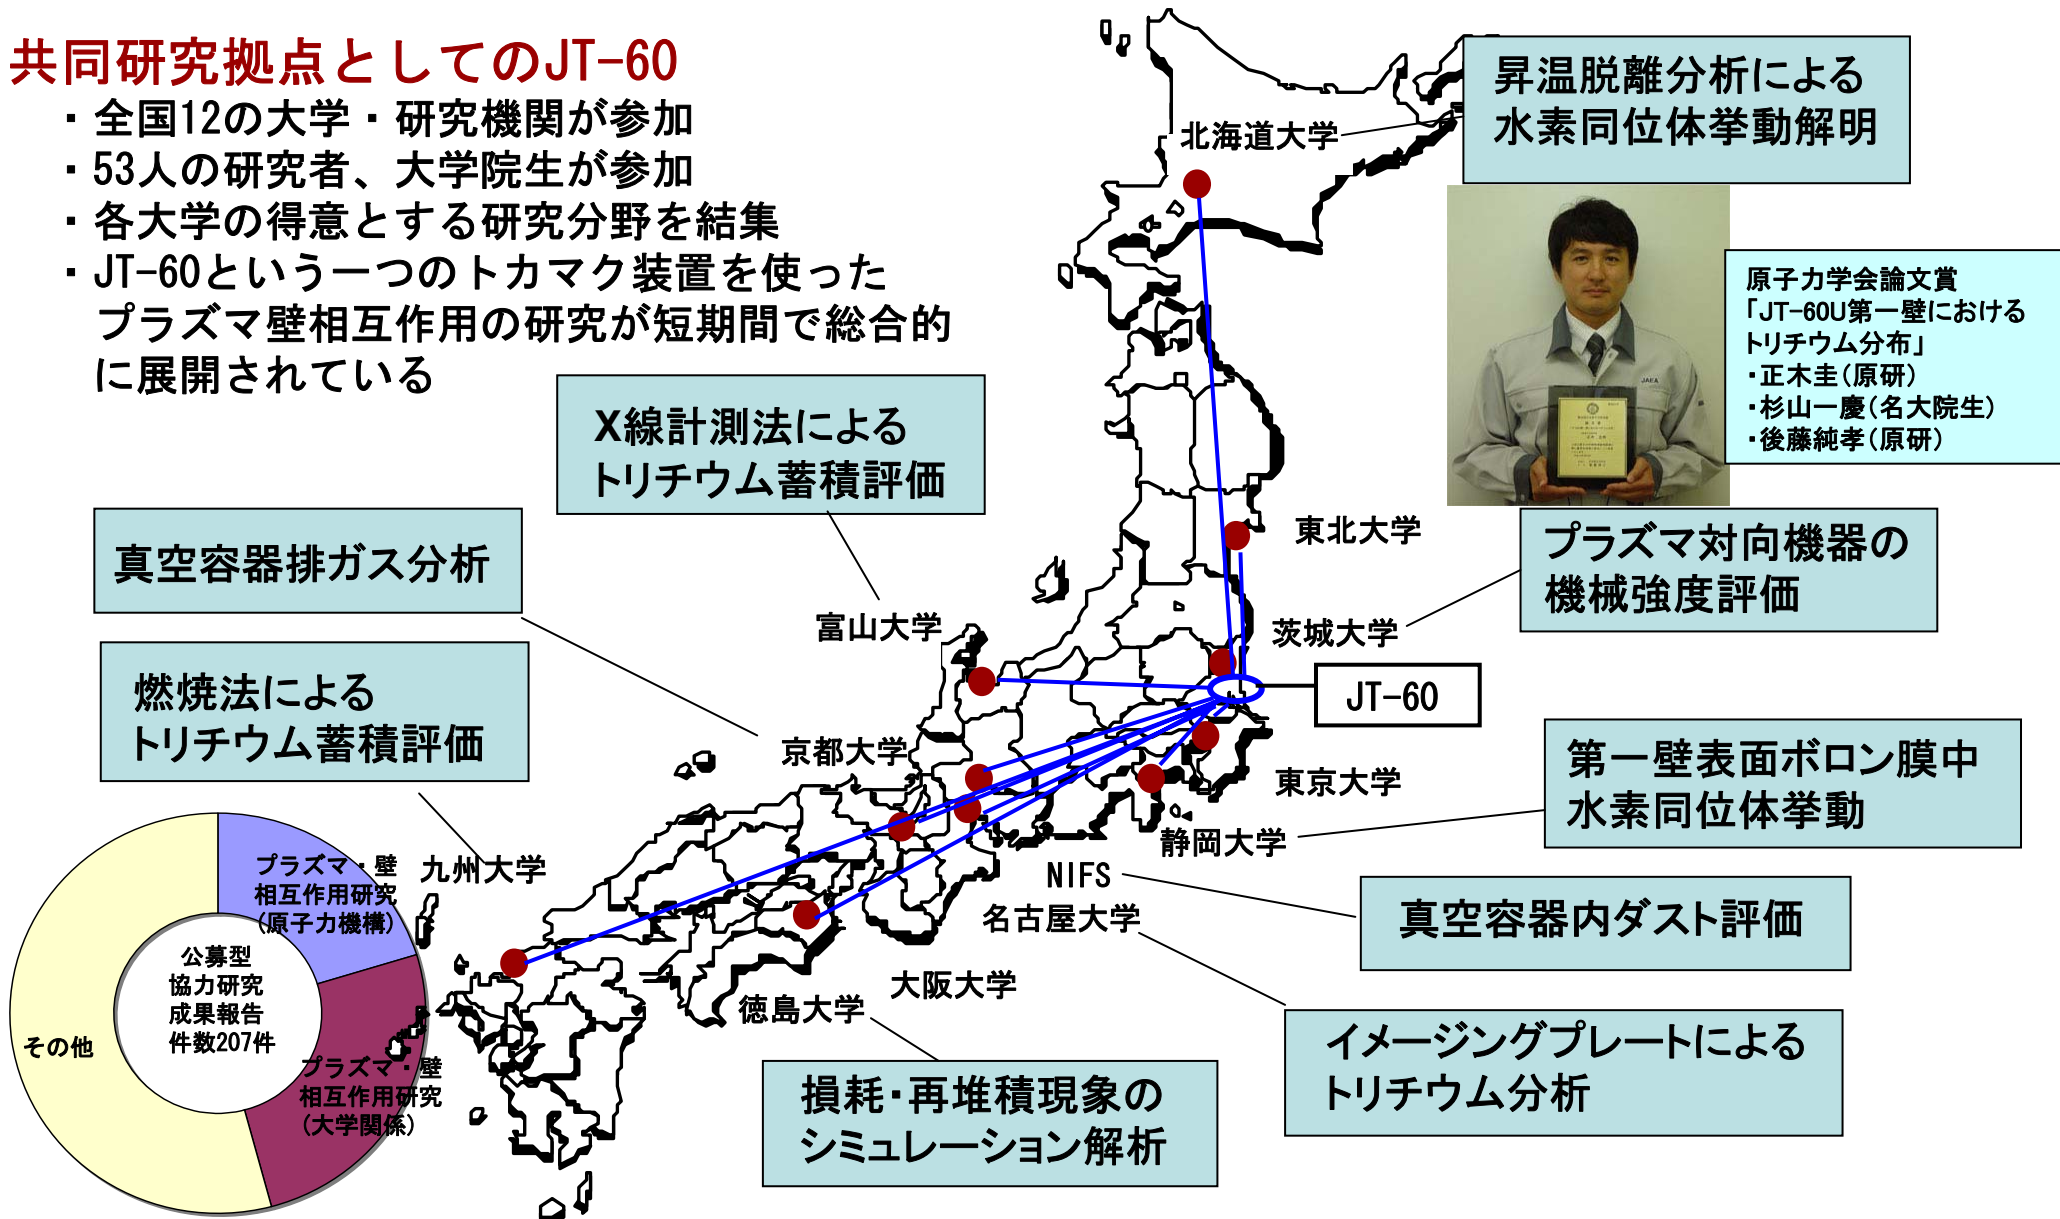 共同研究拠点としてのJT-60
・全国12の大学・研究機関が参加
・53人の研究者、大学院生が参加
・各大学の得意とする研究分野を結集
・JT-60という一つのトカマク装置を使った
プラズマ壁相互作用の研究が短期間で総合的
に展開されている
昇温脱離分析による
水素同位体挙動解明
北海道大学
原子力学会論文賞
「JT-60U第一壁における
トリチウム分布」
・正木圭(原研)
・杉山一慶(名大院生)
・後藤純孝(原研)
JAEA
X線計測法による
トリチウム蓄積評価
真空容器排ガス分析
東北大学
プラズマ対向機器の
機械強度評価
富山大学
茨城大学
燃焼法による
トリチウム蓄積評価
JT-60
京都大学
東京大学
第一壁表面ボロン膜中
水素同位体挙動
静岡大学
九州大学
NIFS
名古屋大学
真空容器内ダスト評価
大阪大学
徳島大学
イメージングプレートによる
トリチウム分析
損耗・再堆積現象の
シミュレーション解析
プラズマ・壁
相互作用研究
(原子力機構)
公募型
協力研究
成果報告
件数207件
その他
プラズマ・壁
相互作用研究
(大学関係)